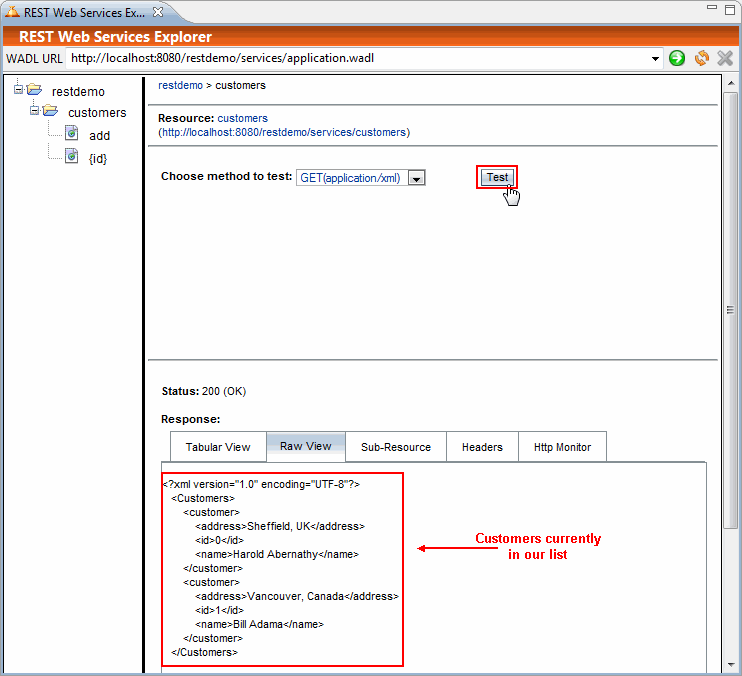 REST Web Services Ex...
REST Web Services Explorer
WADL URL http://localhost:8080/restdemo/services/application.wadl
restdemo
customers
add
{id}
restdemo > customers
Resource: customers
(http://localhost:8080/restdemo/services/customers)
Choose method to test: GET(application/xml) Test
Status: 200 (OK)
Response:
Tabular View Raw View Sub-Resource Headers Http Monitor
<?xml version="1.0" encoding="UTF-8"?>
<Customers>
<customer>
<address>Sheffield, UK</address>
<id>0</id>
<name>Harold Abernathy</name>
</customer>
<customer>
<address>Vancouver, Canada</address>
<id>1</id>
<name>Bill Adama</name>
</customer>
</Customers>
Customers currently
in our list